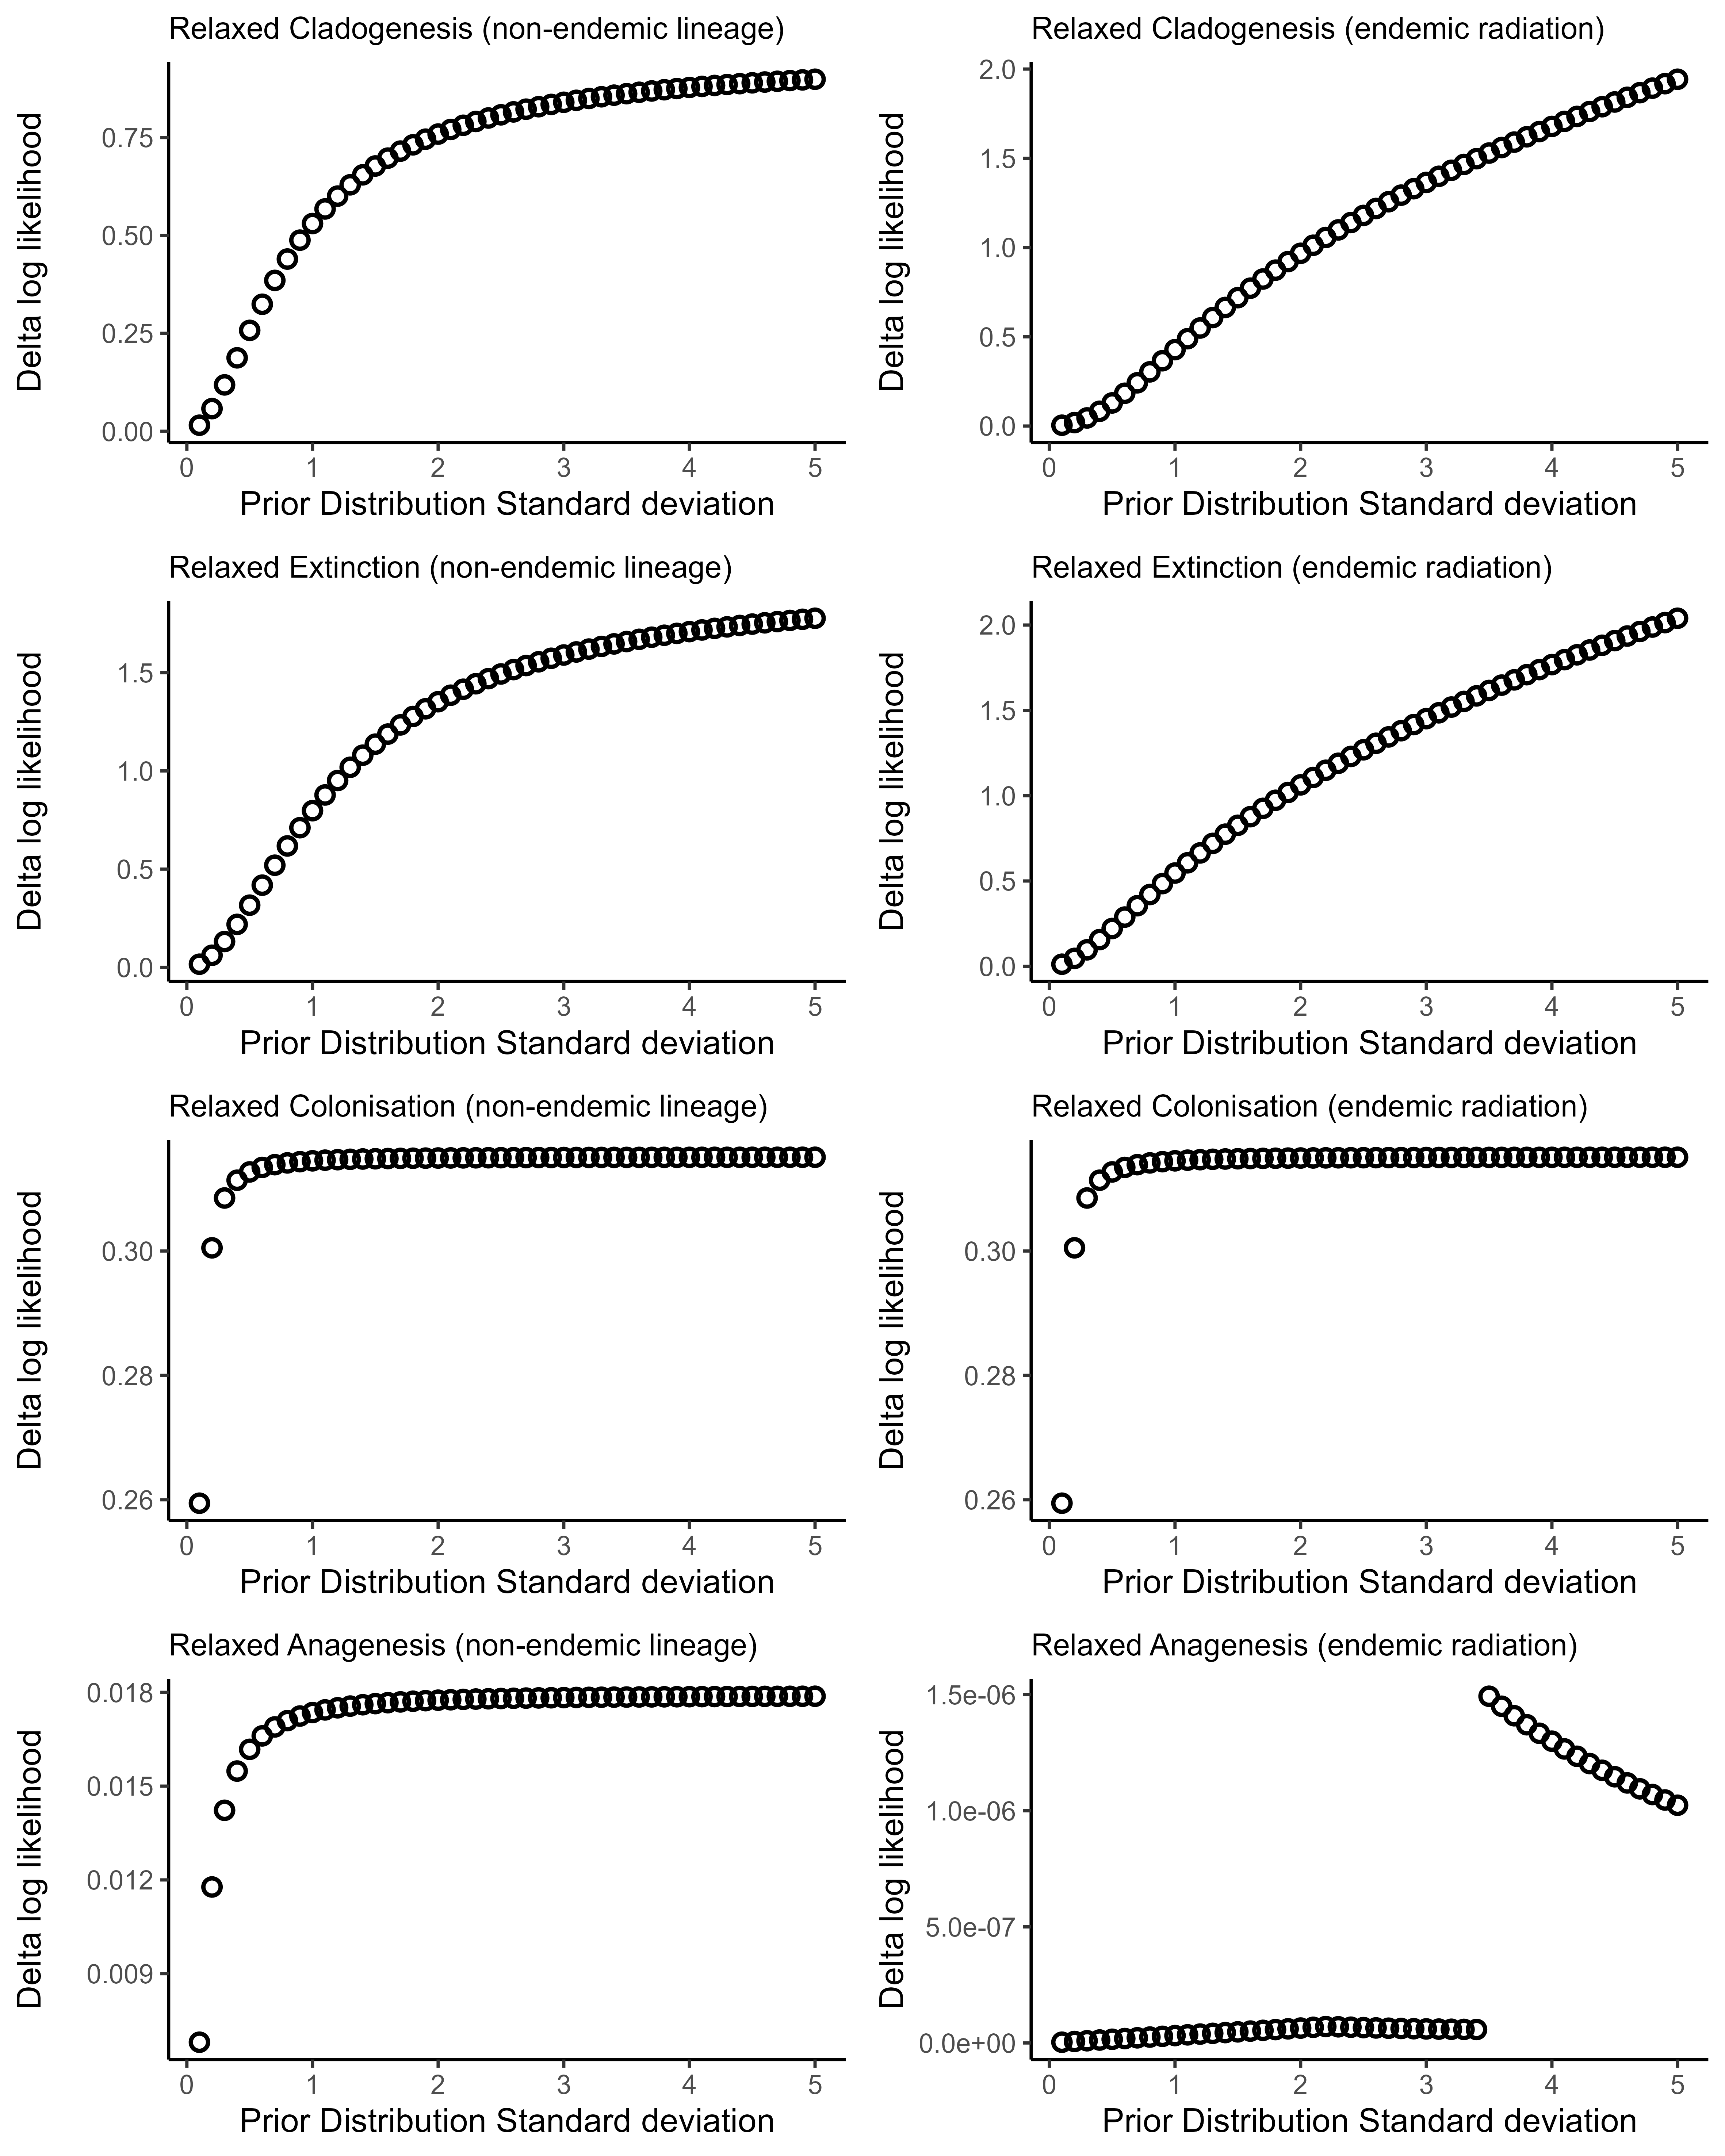 Relaxed Cladogenesis (non-endemic lineage)
Delta log likelihood
0.75
0.50
0.25
0.00
0 1 2 3 4 5
Prior Distribution Standard deviation
Relaxed Cladogenesis (endemic radiation)
Delta log likelihood
2.0
1.5
1.0
0.5
0.0
0 1 2 3 4 5
Prior Distribution Standard deviation
Relaxed Extinction (non-endemic lineage)
Delta log likelihood
1.5
1.0
0.5
0.0
0 1 2 3 4 5
Prior Distribution Standard deviation
Relaxed Extinction (endemic radiation)
Delta log likelihood
2.0
1.5
1.0
0.5
0.0
0 1 2 3 4 5
Prior Distribution Standard deviation
Relaxed Colonisation (non-endemic lineage)
Delta log likelihood
0.30
0.28
0.26
0 1 2 3 4 5
Prior Distribution Standard deviation
Relaxed Colonisation (endemic radiation)
Delta log likelihood
0.30
0.28
0.26
0 1 2 3 4 5
Prior Distribution Standard deviation
Relaxed Anagenesis (non-endemic lineage)
Delta log likelihood
0.018
0.015
0.012
0.009
0 1 2 3 4 5
Prior Distribution Standard deviation
Relaxed Anagenesis (endemic radiation)
Delta log likelihood
1.5e-06
1.0e-06
5.0e-07
0.0e+00
0 1 2 3 4 5
Prior Distribution Standard deviation